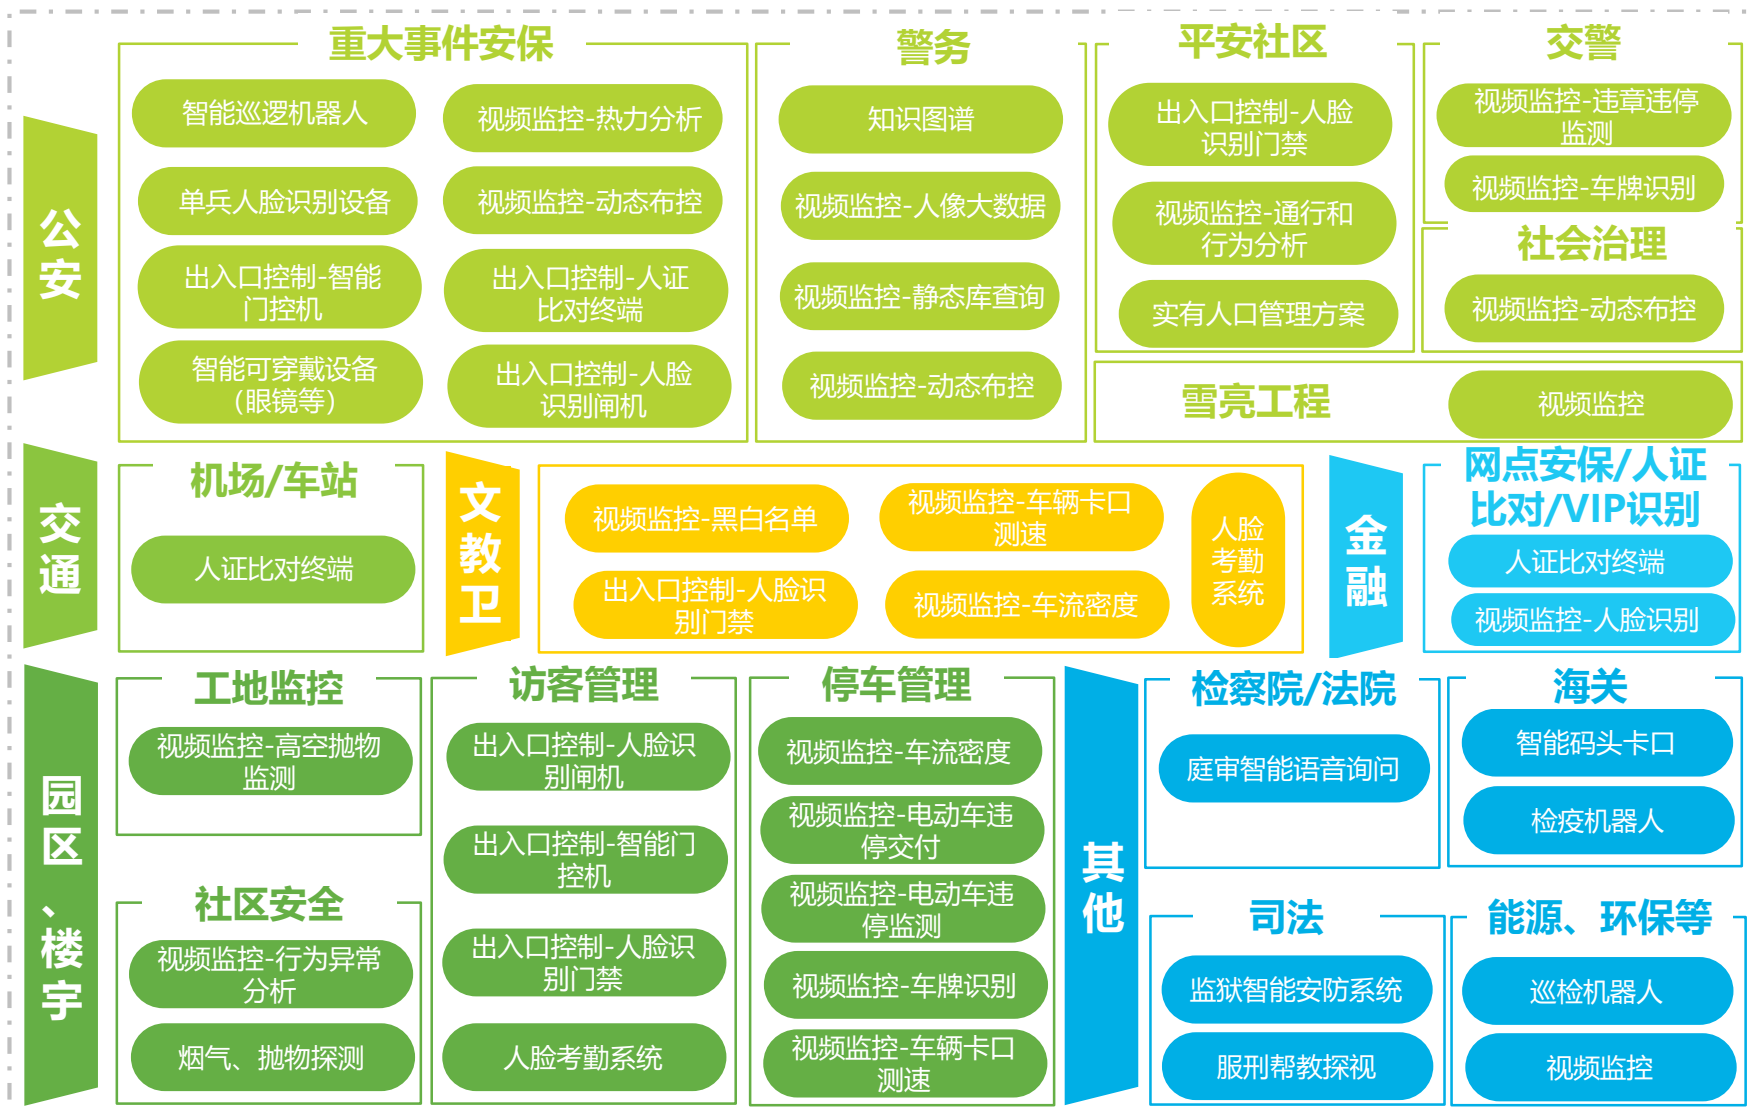 公
安
重大事件安保
智能巡逻机器人
视频监控-热力分析
单兵人脸识别设备
视频监控-动态布控
出入口控制-智能
门控机
出入口控制-人证
比对终端
智能可穿戴设备
（眼镜等）
出入口控制-人脸
识别闸机
警务
知识图谱
视频监控-人像大数据
视频监控-静态库查询
视频监控-动态布控
平安社区
出入口控制-人脸
识别门禁
视频监控-通行和
行为分析
实有人口管理方案
交警
视频监控-违章违停
监测
视频监控-车牌识别
社会治理
视频监控-动态布控
雪亮工程
视频监控
交
通
机场/车站
人证比对终端
文
教
卫
视频监控-黑白名单
视频监控-车辆卡口
测速
出入口控制-人脸识
别门禁
视频监控-车流密度
人脸
考勤
系统
金
融
网点安保/人证
比对/VIP识别
人证比对终端
视频监控-人脸识别
园
区
、
楼
宇
工地监控
视频监控-高空抛物
监测
社区安全
视频监控-行为异常
分析
烟气、抛物探测
访客管理
出入口控制-人脸识
别闸机
出入口控制-智能门
控机
出入口控制-人脸识
别门禁
人脸考勤系统
停车管理
视频监控-车流密度
视频监控-电动车违
停交付
视频监控-电动车违
停监测
视频监控-车牌识别
视频监控-车辆卡口
测速
其
他
检察院/法院
庭审智能语音询问
海关
智能码头卡口
检疫机器人
司法
监狱智能安防系统
服刑帮教探视
能源、环保等
巡检机器人
视频监控